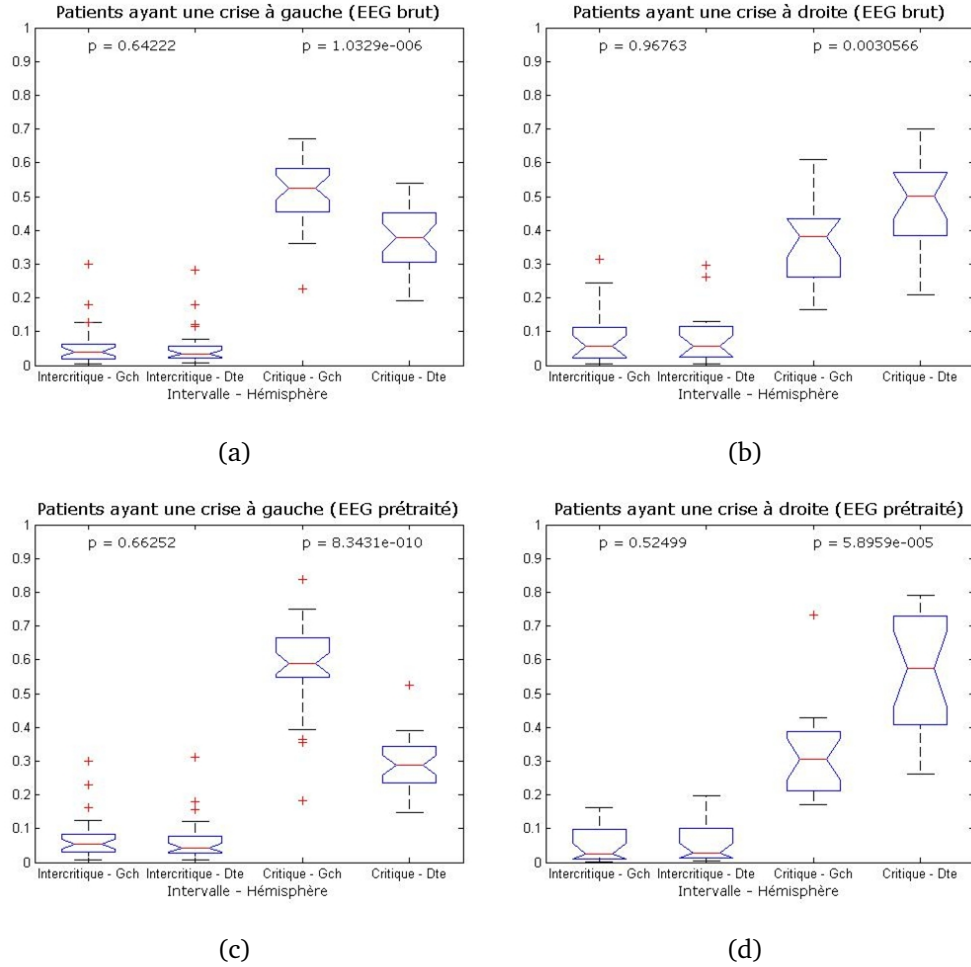 Patients ayant une crise à gauche (EEG brut)
p = 0.64222 p = 1.0329e-006
1
0.9
0.8
0.7
0.6
0.5
0.4
0.3
0.2
0.1
0
Intercritique - Gch Intercritique - Dte Critique - Gch Critique - Dte
Intervalle - Hémisphère
(a)
Patients ayant une crise à droite (EEG brut)
p = 0.96763 p = 0.0030566
1
0.9
0.8
0.7
0.6
0.5
0.4
0.3
0.2
0.1
0
Intercritique - Gch Intercritique - Dte Critique - Gch Critique - Dte
Intervalle - Hémisphère
(b)
Patients ayant une crise à gauche (EEG prétraité)
p = 0.66252 p = 8.3431e-010
1
0.9
0.8
0.7
0.6
0.5
0.4
0.3
0.2
0.1
0
Intercritique - Gch Intercritique - Dte Critique - Gch Critique - Dte
Intervalle - Hémisphère
(c)
Patients ayant une crise à droite (EEG prétraité)
p = 0.52499 p = 5.8959e-005
1
0.9
0.8
0.7
0.6
0.5
0.4
0.3
0.2
0.1
0
Intercritique - Gch Intercritique - Dte Critique - Gch Critique - Dte
Intervalle - Hémisphère
(d)